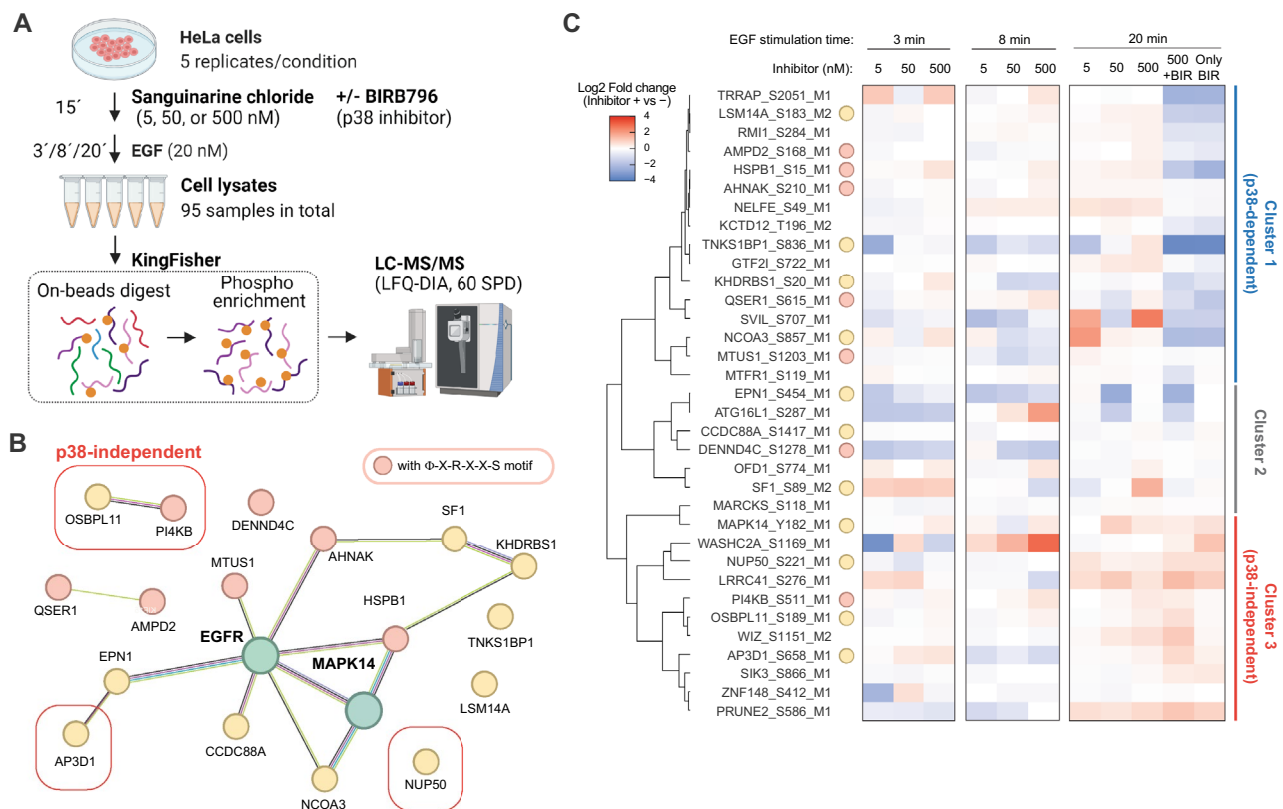 A
HeLa cells
5 replicates/condition
15´
Sanguinarine chloride
(5, 50, or 500 nM)
+/- BIRB796
(p38 inhibitor)
3´/8´/20´
EGF (20 nM)
Cell lysates
95 samples in total
KingFisher
On-beads digest
Phospho
enrichment
LC-MS/MS
(LFQ-DIA, 60 SPD)
B
p38-independent
with Φ-X-R-X-X-S motif
OSBPL11
PI4KB
DENND4C
SF1
KHDRBS1
AHNAK
MTUS1
QSER1
AMPD2
HSPB1
TNKS1BP1
EGFR
MAPK14
EPN1
LSM14A
AP3D1
CCDC88A
NUP50
NCOA3
C
EGF stimulation time:
3 min
8 min
20 min
Inhibitor (nM):
5
50
500
5
50
500
5
50
500
500
+BIR
Only
BIR
Log2 Fold change
(Inhibitor + vs −)
4
2
0
−2
−4
TRRAP_S2051_M1
LSM14A_S183_M2
RMI1_S284_M1
AMPD2_S168_M1
HSPB1_S15_M1
AHNAK_S210_M1
NELFE_S49_M1
KCTD12_T196_M2
TNKS1BP1_S836_M1
GTF2I_S722_M1
KHDRBS1_S20_M1
QSER1_S615_M1
SVIL_S707_M1
NCOA3_S857_M1
MTUS1_S1203_M1
MTFR1_S119_M1
EPN1_S454_M1
ATG16L1_S287_M1
CCDC88A_S1417_M1
DENND4C_S1278_M1
OFD1_S774_M1
SF1_S89_M2
MARCKS_S118_M1
MAPK14_Y182_M1
WASHC2A_S1169_M1
NUP50_S221_M1
LRRC41_S276_M1
PI4KB_S511_M1
OSBPL11_S189_M1
WIZ_S1151_M2
AP3D1_S658_M1
SIK3_S866_M1
ZNF148_S412_M1
PRUNE2_S586_M1
Cluster 1
(p38-dependent)
Cluster 2
Cluster 3
(p38-independent)